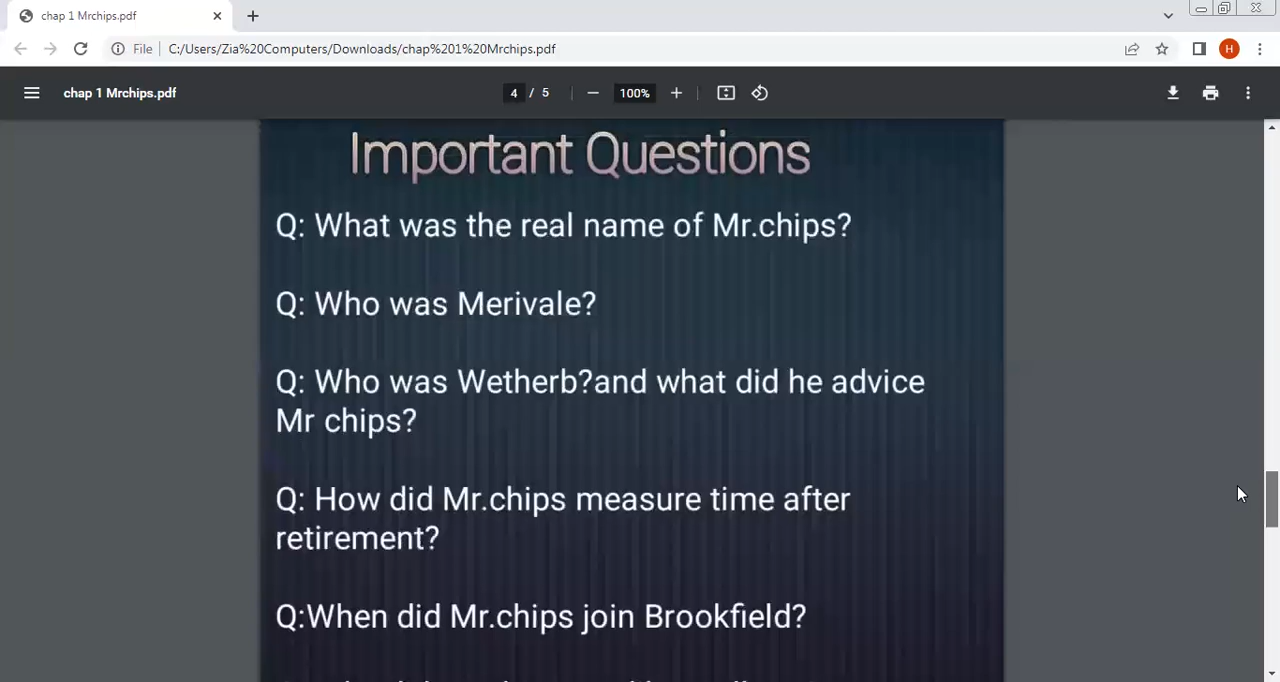 chap 1 Mrchips.pdf
File
C:/Users/Zia%20Computers/Downloads/chap%201%20Mrchips.pdf
H
chap 1 Mrchips.pdf
4 / 5
100%
Important Questions
Q: What was the real name of Mr.chips?
Q: Who was Merivale?
Q: Who was Wetherb?and what did he advice
Mr chips?
Q: How did Mr.chips measure time after
retirement?
Q:When did Mr.chips join Brookfield?